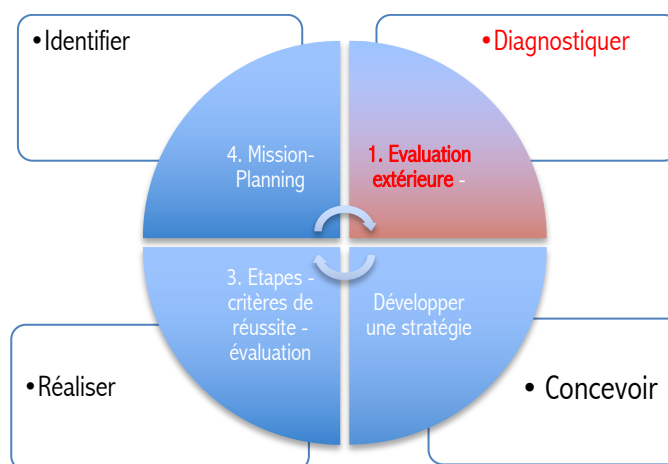 •Identifier
•Diagnostiquer
4. Mission-
Planning
1. Evaluation
extérieure -
3. Etapes -
critères de
réussite -
évaluation
Développer
une stratégie
•Réaliser
• Concevoir